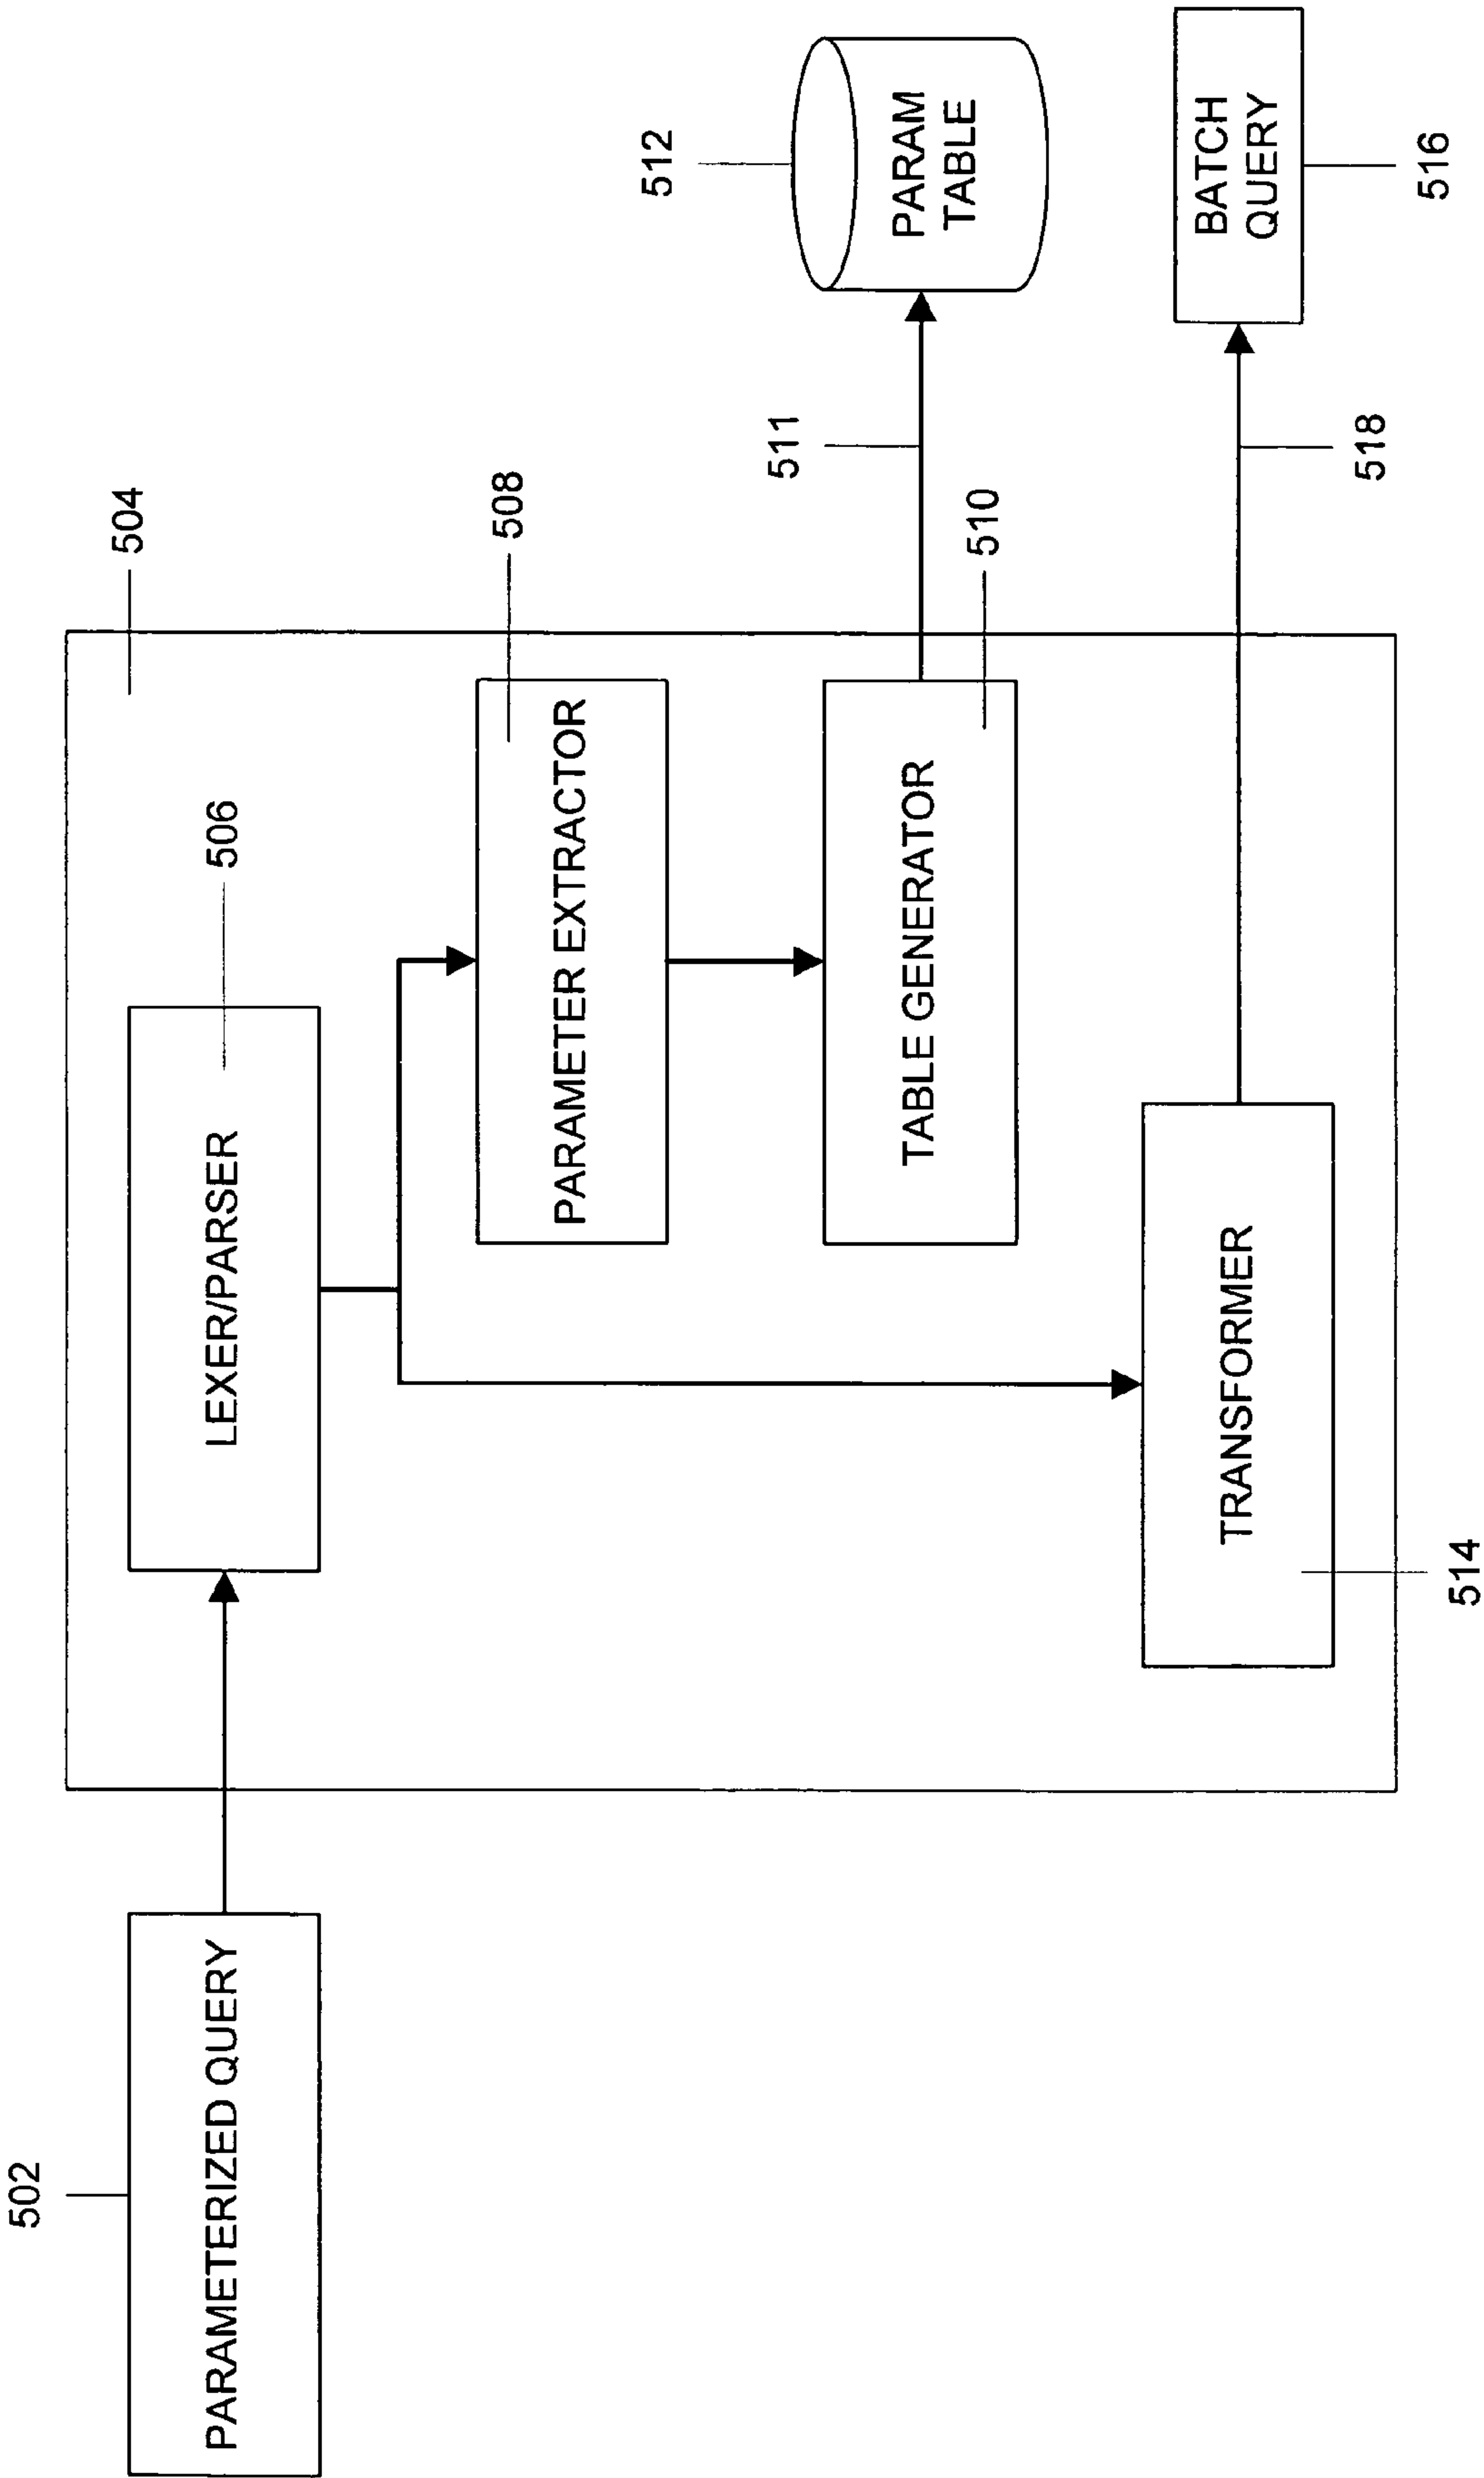 502
PARAMETERIZED QUERY
504
LEXER/PARSER
506
PARAMETER EXTRACTOR
508
TABLE GENERATOR
510
511
512
PARAM
TABLE
TRANSFORMER
514
518
BATCH
QUERY
516